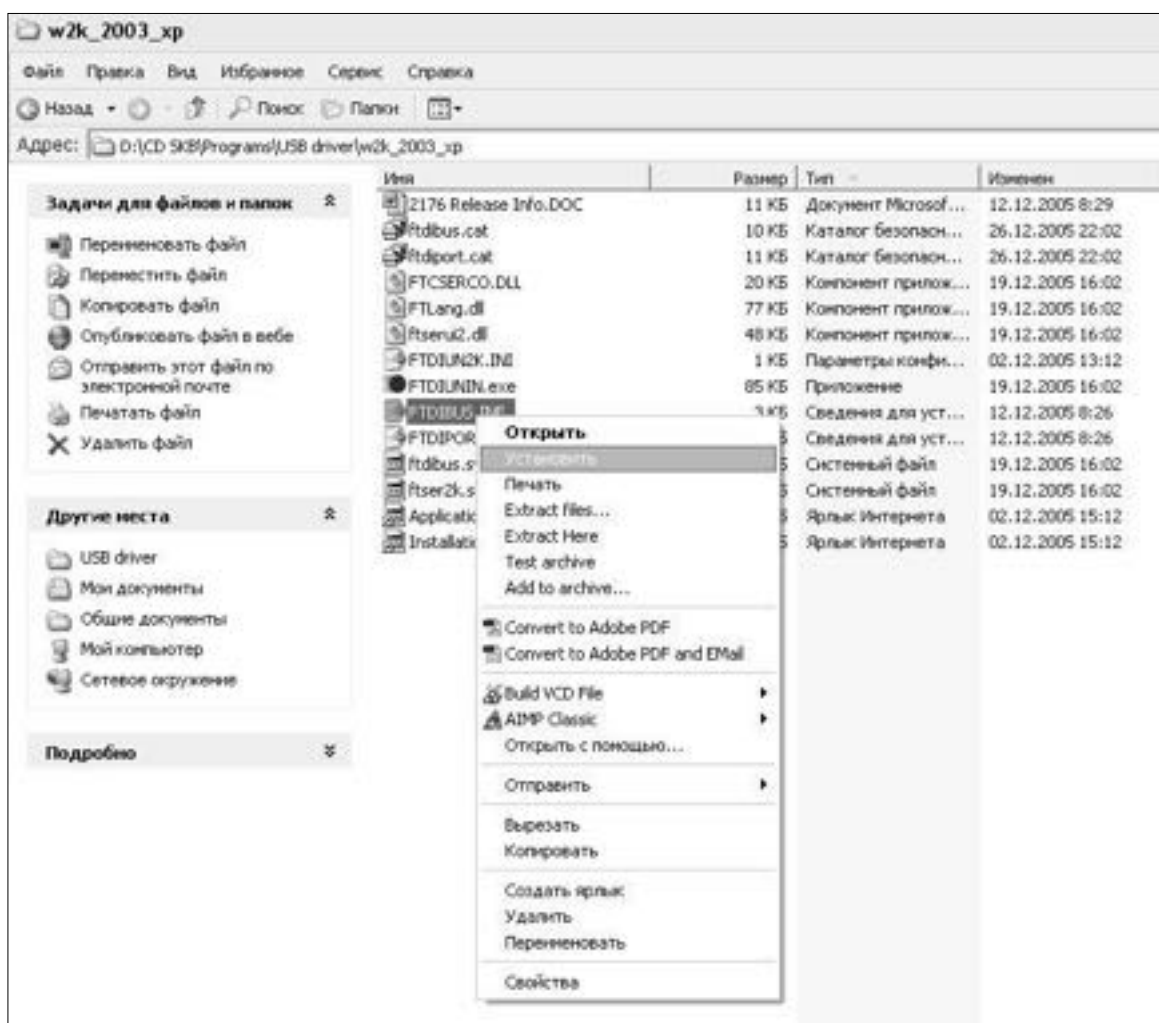 w2k_2003_xp
Файл Правка Вид Избранное Сервис Справка
Назад Поиск Папки
Адрес: D:\CD SKB\Programs\USB driver\w2k_2003_xp
Имя Размер Тип Изменен
Задачи для файлов и папок
Переименовать файл
Переместить файл
Копировать файл
Опубликовать файл в вебе
Отправить этот файл по
электронной почте
Печатать файл
Удалить файл
Другие места
USB driver
Мои документы
Общие документы
Мой компьютер
Сетевое окружение
Подробно
2176 Release Info.DOC 11 КБ Документ Microsof... 12.12.2005 8:29
ftdibus.cat 10 КБ Каталог безопасн... 26.12.2005 22:02
ftdiport.cat 11 КБ Каталог безопасн... 26.12.2005 22:02
FTCSERCO.DLL 20 КБ Компонент прилож... 19.12.2005 16:02
FTLang.dll 77 КБ Компонент прилож... 19.12.2005 16:02
ftserui2.dll 48 КБ Компонент прилож... 19.12.2005 16:02
FTDIUN2K.INI 1 КБ Параметры конфи... 02.12.2005 13:12
FTDIUNIN.exe 85 КБ Приложение 19.12.2005 16:02
FTDIBUS.INF 3 КБ Сведения для уст... 12.12.2005 8:26
FTDIPOR Сведения для уст... 12.12.2005 8:26
ftdibus.s Системный файл 19.12.2005 16:02
ftser2k.s Системный файл 19.12.2005 16:02
Applicatic Ярлык Интернета 02.12.2005 15:12
Installatic Ярлык Интернета 02.12.2005 15:12
Открыть
Установить
Печать
Extract files...
Extract Here
Test archive
Add to archive...
Convert to Adobe PDF
Convert to Adobe PDF and EMail
Build VCD File
AIMP Classic
Открыть с помощью...
Отправить
Вырезать
Копировать
Создать ярлык
Удалить
Переименовать
Свойства